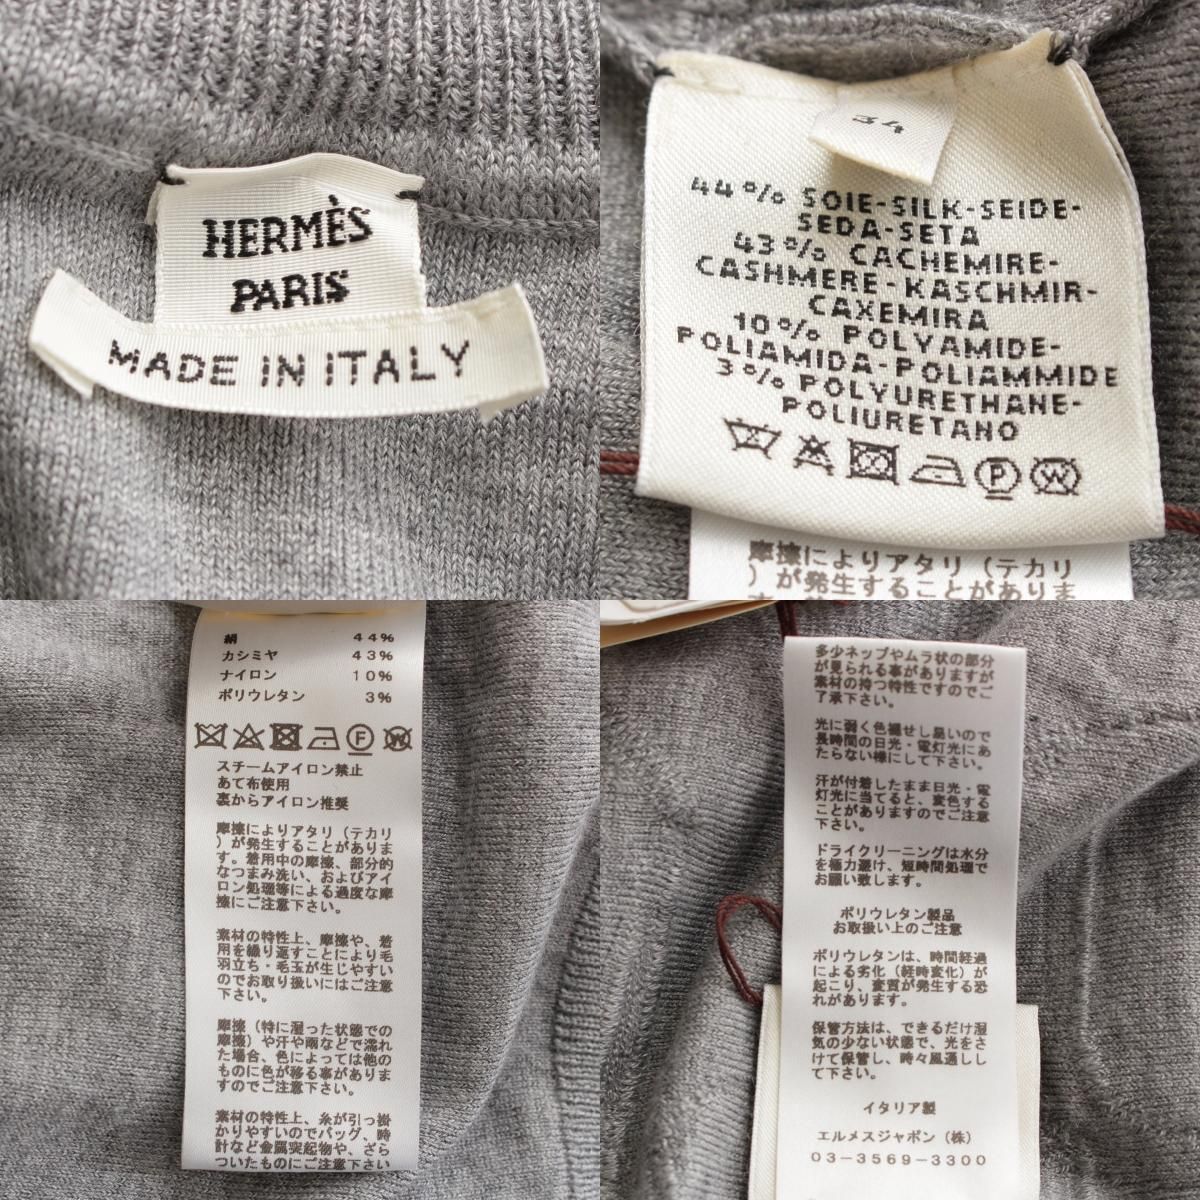 HERMÈS
PARIS
MADE IN ITALY
34
44% SOIE-SILK-SEIDE-
SEDA-SETA
43% CACHEMIRE-
CASHMERE-KASCHMIR-
CAXEMIRA
10% POLYAMIDE-
POLIAMIDA-POLIAMMIDE
3% POLYURETHANE-
POLIURETANO
P W
摩擦によりアタリ（テカリ
）が発生することがありま
絹 44%
カシミヤ 43%
ナイロン 10%
ポリウレタン 3%
F W
スチームアイロン禁止
あて布使用
裏からアイロン推奨
摩擦によりアタリ（テカリ
）が発生することがありま
す。着用中の摩擦、部分的
なつまみ洗い、およびアイ
ロン処理等による過度な摩
擦にご注意下さい。
素材の特性上、摩擦や、着
用を繰り返すことにより毛
羽立ち・毛玉が生じやすい
のでお取り扱いにはご注意
下さい。
摩擦（特に湿った状態での
摩擦）や汗や雨などで濡れ
た場合、色によっては他の
ものに色が移る事がありま
すのでご注意下さい。
素材の特性上、糸が引っ掛
かりやすいのでバッグ、時
計など金属突起物や、ざら
ついたものにご注意下さい
多少ネップやムラ状の部分
が見られる事がありますが
素材の持つ特性ですのでご
了承下さい。
光に弱く色褪せし易いので
長時間の日光・電灯光にあ
たらない様にして下さい。
汗が付着したまま日光・電
灯光に当てると、変色する
ことがありますのでご注意
下さい。
ドライクリーニングは水分
を極力避け、短時間処理で
お願い致します。
ポリウレタン製品
お取扱い上のご注意
ポリウレタンは、時間経過
による劣化（経時変化）が
起こり、変質が発生する恐
れがあります。
保管方法は、できるだけ湿
気の少ない状態で、光をさ
けて保管し、時々風通しし
て下さい。
イタリア製
エルメスジャポン（株）
03-3569-3300